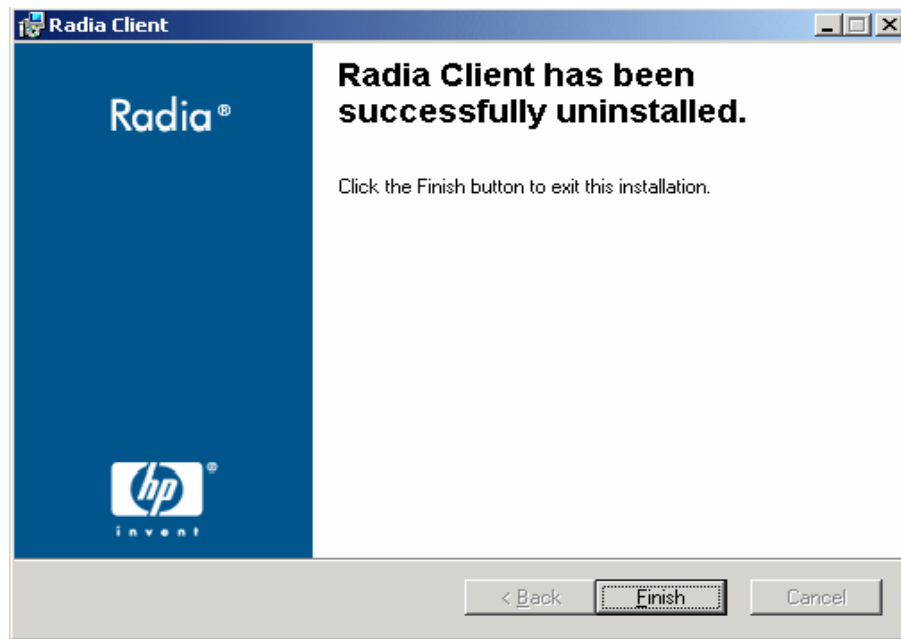 Radia Client
Radia®
Radia Client has been
successfully uninstalled.
Click the Finish button to exit this installation.
hp®
invent
< Back
Finish
Cancel